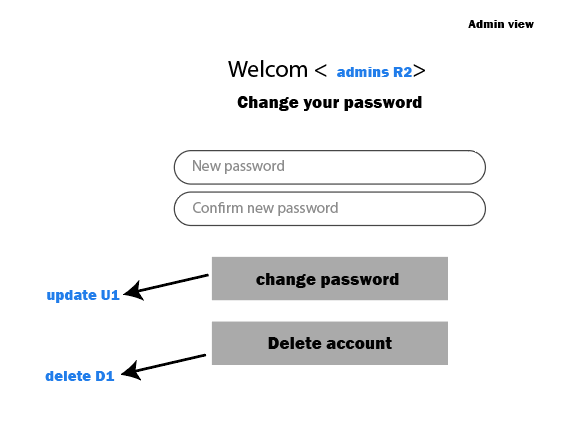 Admin view
Welcom < admins R2>
Change your password
New password
Confirm new password
change password
update U1
Delete account
delete D1